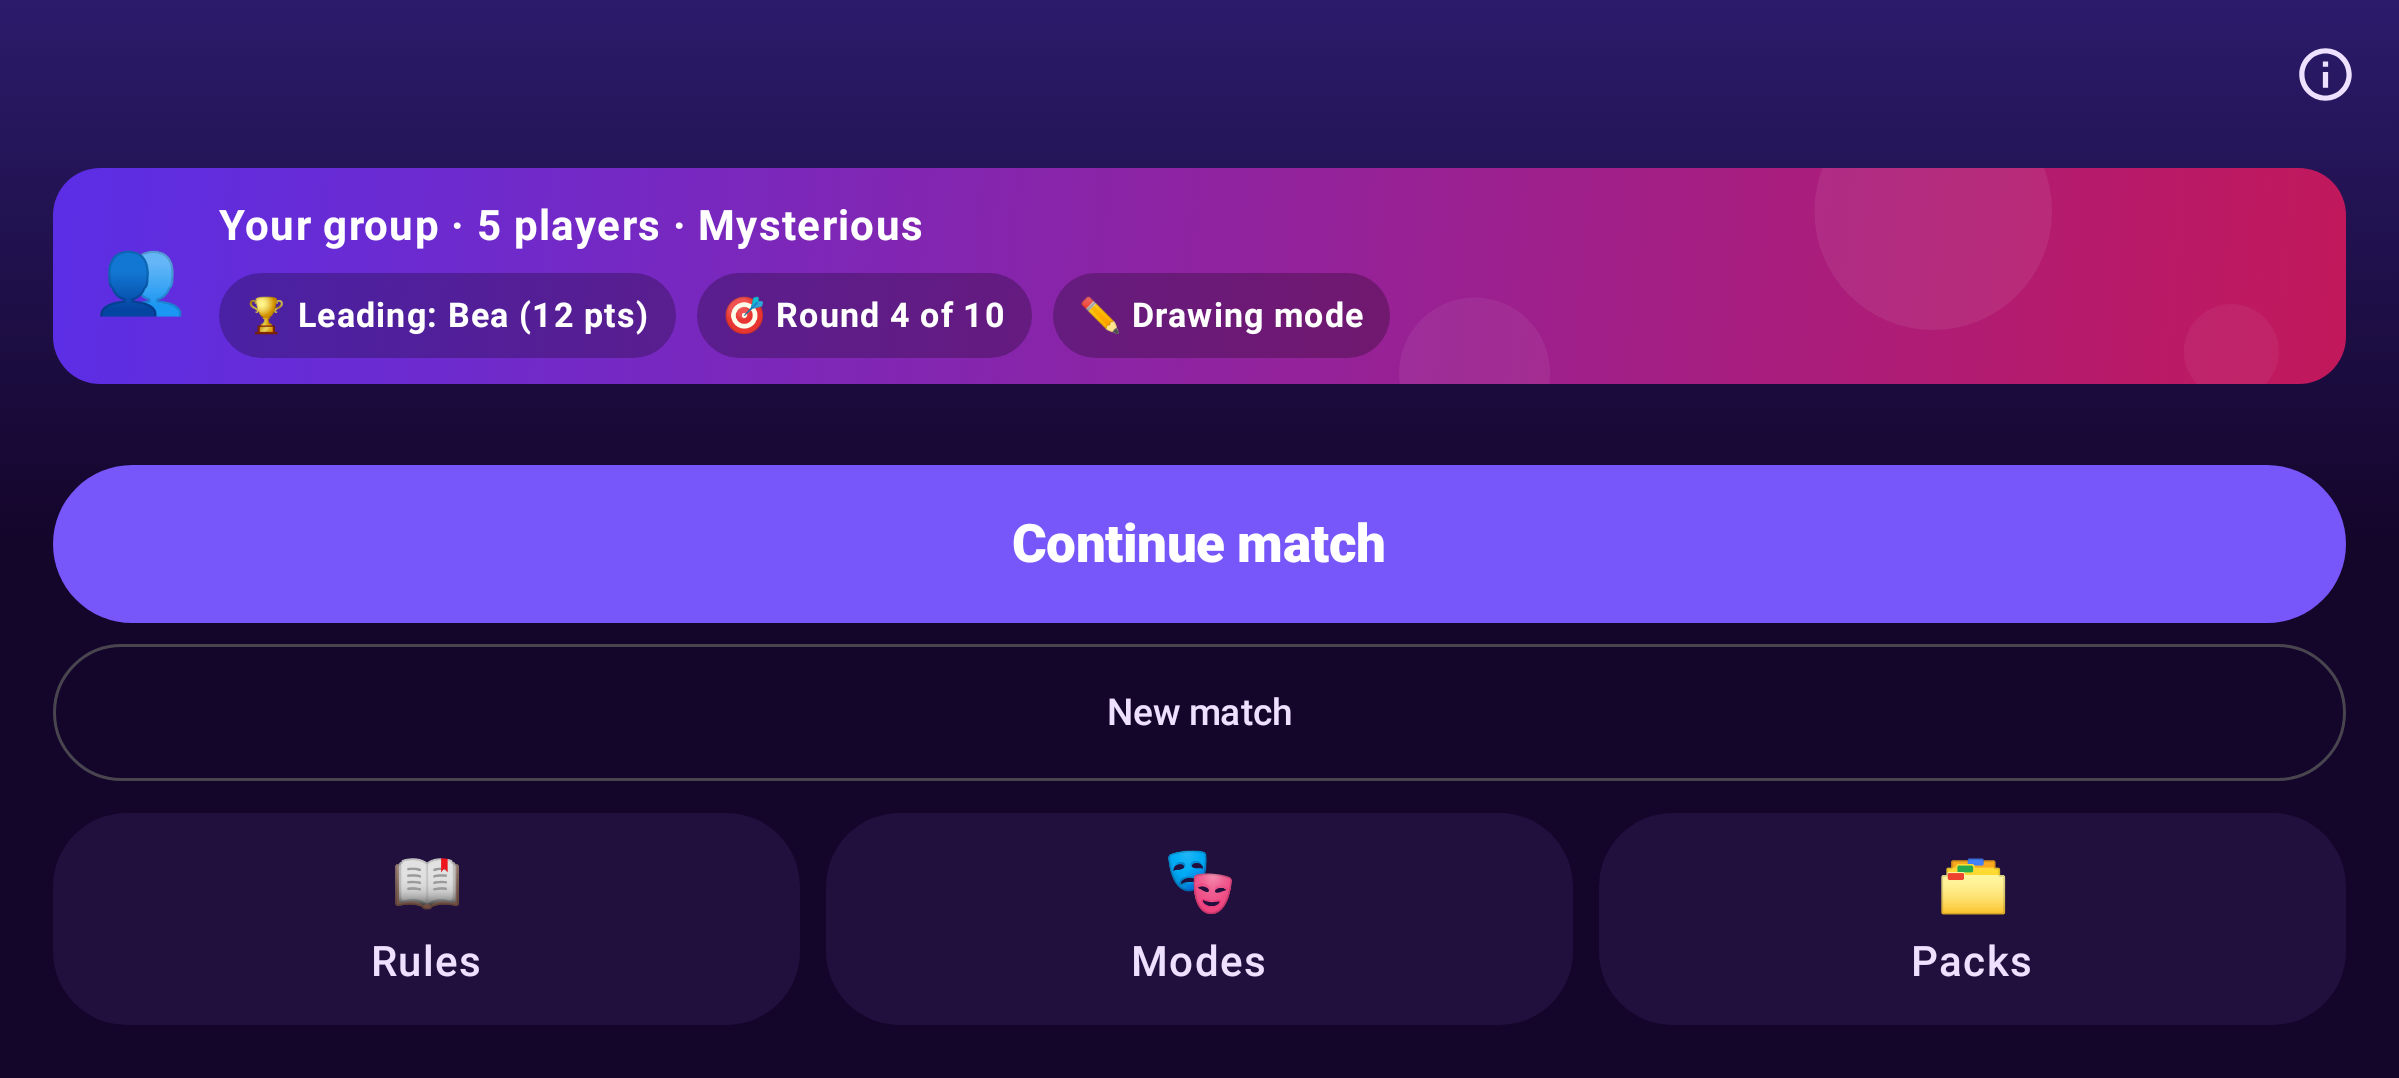 Your group · 5 players · Mysterious
🏆 Leading: Bea (12 pts) 🎯 Round 4 of 10 ✏️ Drawing mode
Continue match
New match
Rules Modes Packs